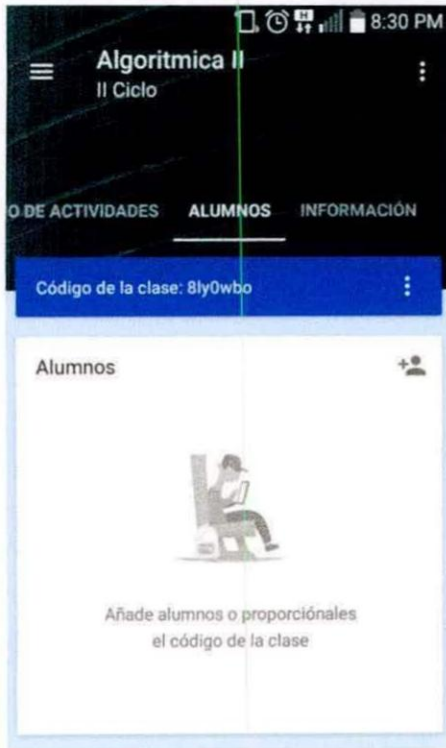 8:30 PM
Algoritmica II
II Ciclo
O DE ACTIVIDADES ALUMNOS INFORMACIÓN
Código de la clase: 8ly0wbo
Alumnos
Añade alumnos o proporciónales
el código de la clase